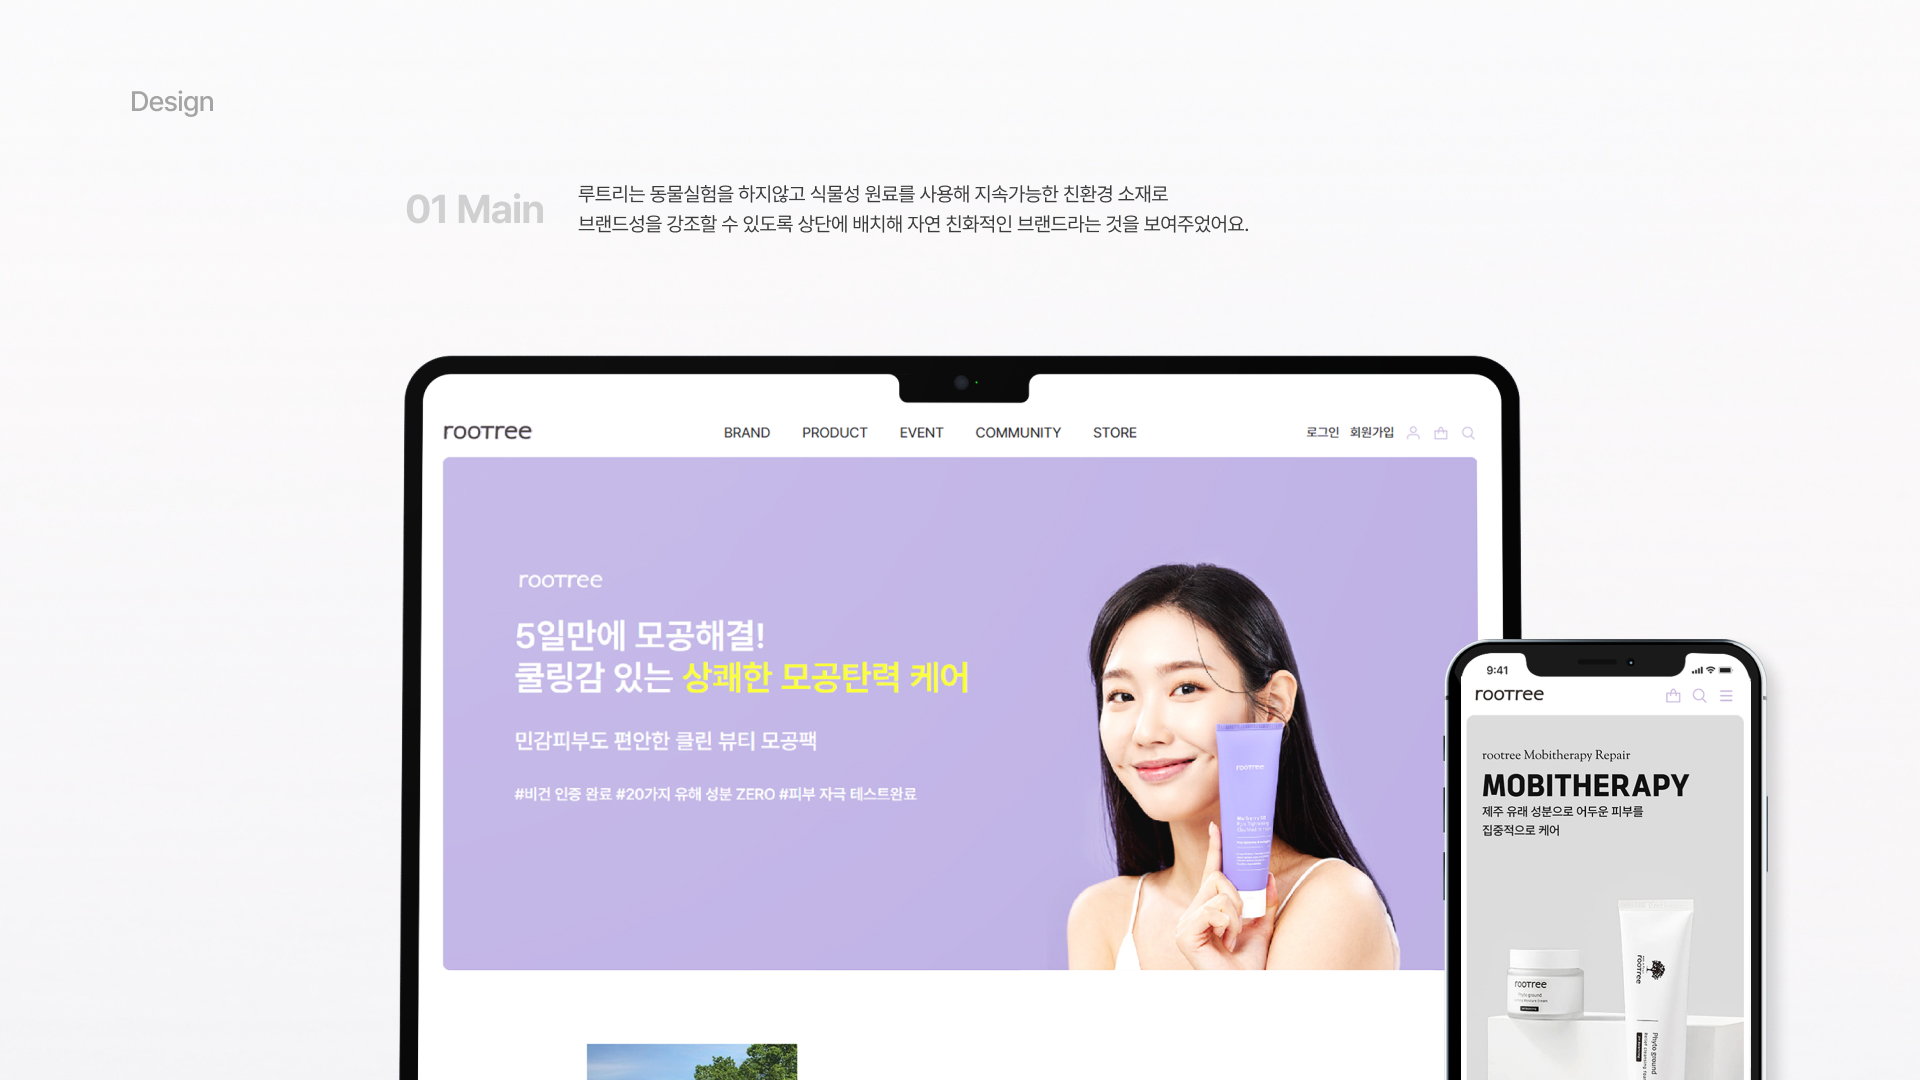 Design
01 Main
루트리는 동물실험을 하지않고 식물성 원료를 사용해 지속가능한 친환경 소재로
브랜드성을 강조할 수 있도록 상단에 배치해 자연 친화적인 브랜드라는 것을 보여주었어요.
rooTree
BRAND PRODUCT EVENT COMMUNITY STORE
로그인 회원가입
rooTree
5일만에 모공해결!
쿨링감 있는 상쾌한 모공탄력 케어
민감피부도 편안한 클린 뷰티 모공팩
#비건 인증 완료 #20가지 유해 성분 ZERO #피부 자극 테스트완료
rooTree
9:41
rooTree
rootree Mobitherapy Repair
MOBITHERAPY
제주 유래 성분으로 어두운 피부를
집중적으로 케어
rooTree
Phyto ground
rooTree
Phyto ground